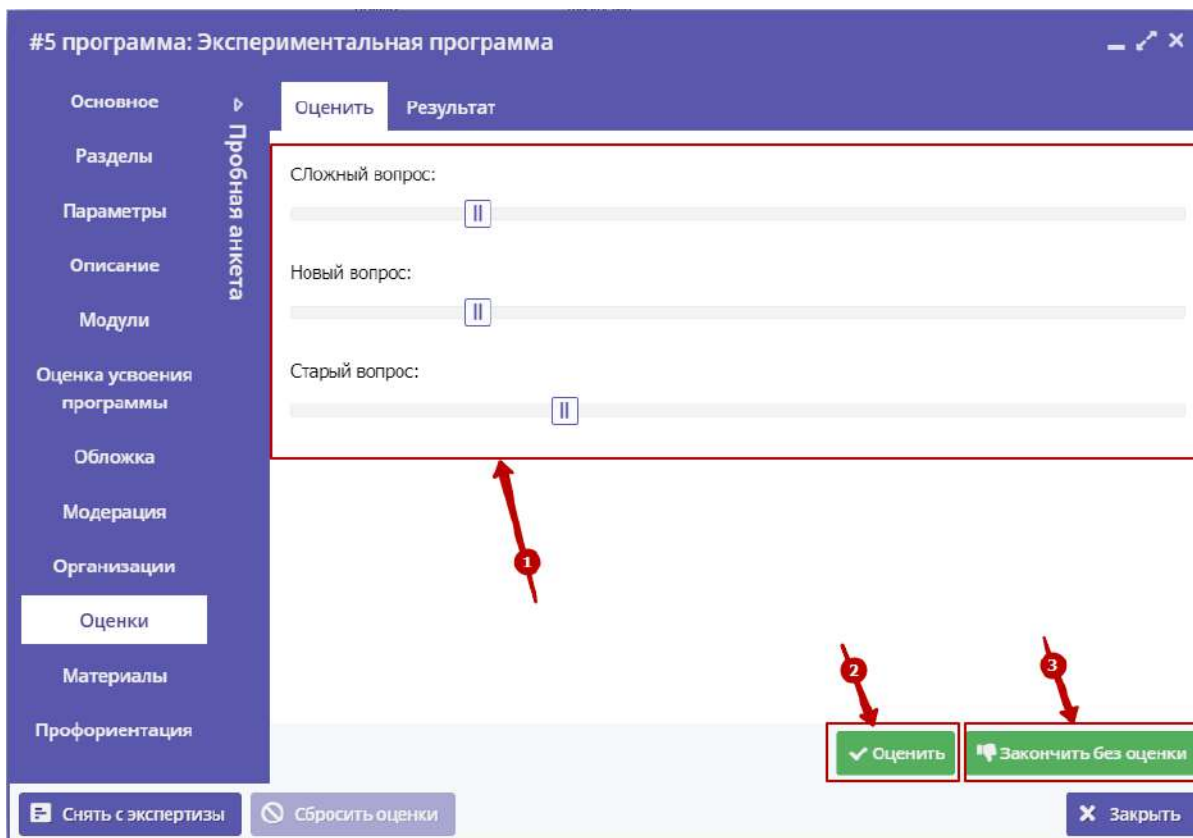 #5 программа: Экспериментальная программа
Основное
Разделы
Параметры
Описание
Модули
Оценка усвоения
программы
Обложка
Модерация
Организации
Оценки
Материалы
Профориентация
Пробная анкета
Оценить Результат
СЛожный вопрос:
Новый вопрос:
Старый вопрос:
1
2
3
Оценить
Закончить без оценки
Снять с экспертизы
Сбросить оценки
Закрыть